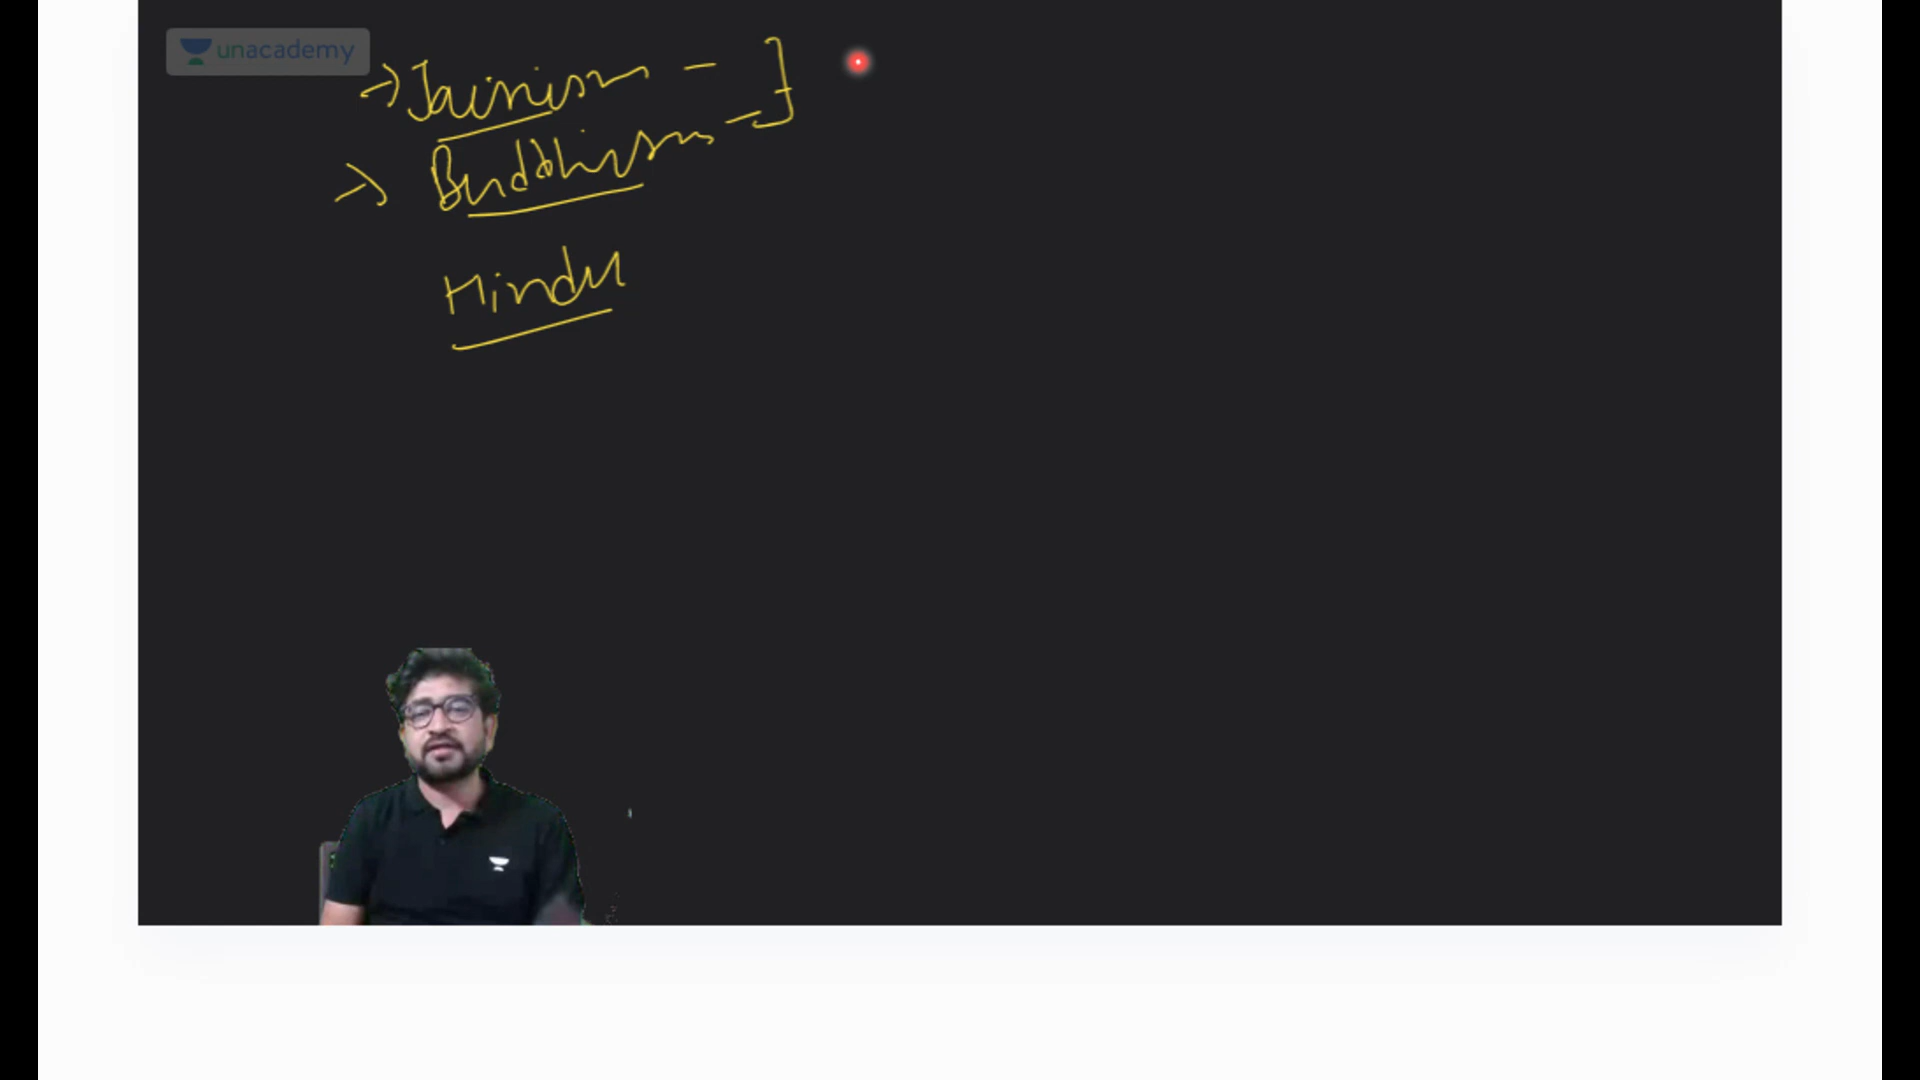 unacademy
→ Jainism -
→ Buddhism -
Hindu